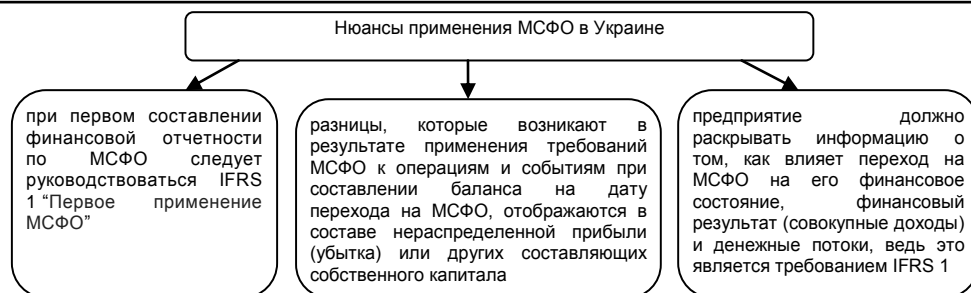 Нюансы применения МСФО в Украине
при первом составлении
финансовой отчетности
по МСФО следует
руководствоваться IFRS
1 “Первое применение
МСФО”
разницы, которые возникают в
результате применения требований
МСФО к операциям и событиям при
составлении баланса на дату
перехода на МСФО, отображаются в
составе нераспределенной прибыли
(убытка) или других составляющих
собственного капитала
предприятие должно
раскрывать информацию о
том, как влияет переход на
МСФО на его финансовое
состояние, финансовый
результат (совокупные доходы)
и денежные потоки, ведь это
является требованием IFRS 1